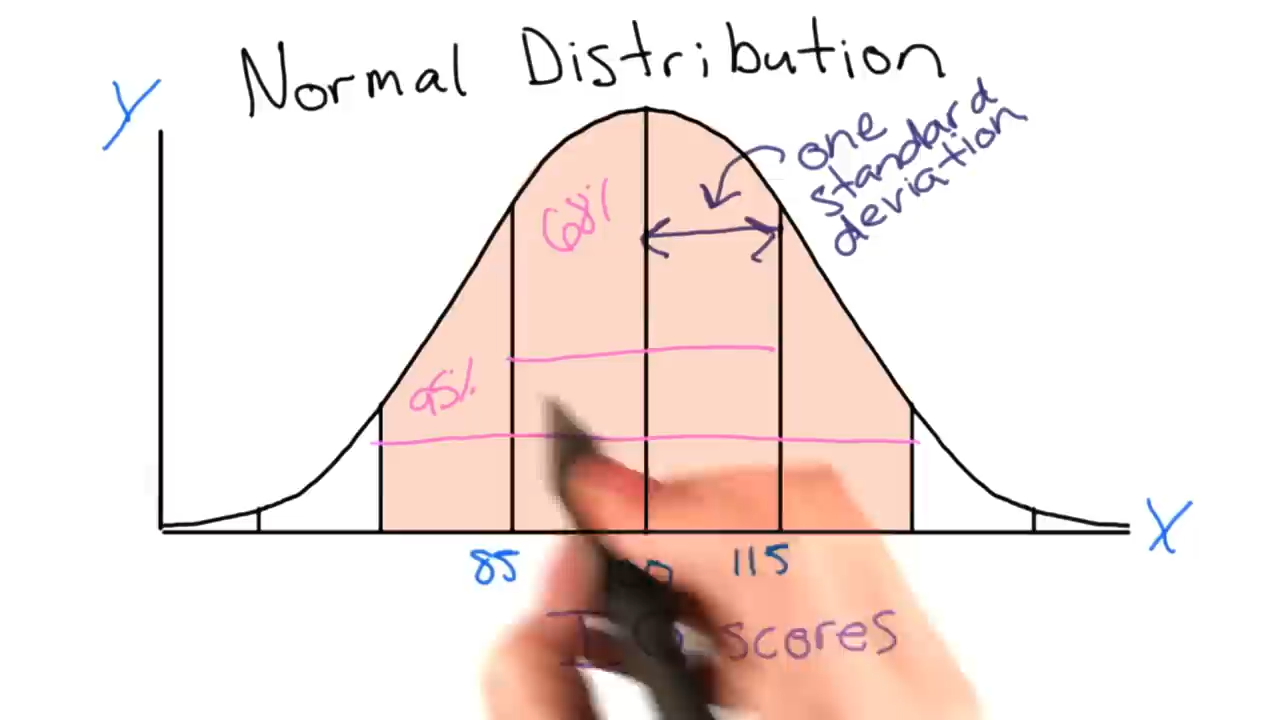 Normal Distribution
Y
one
standard
deviation
68%
95%
X
85
115
scores